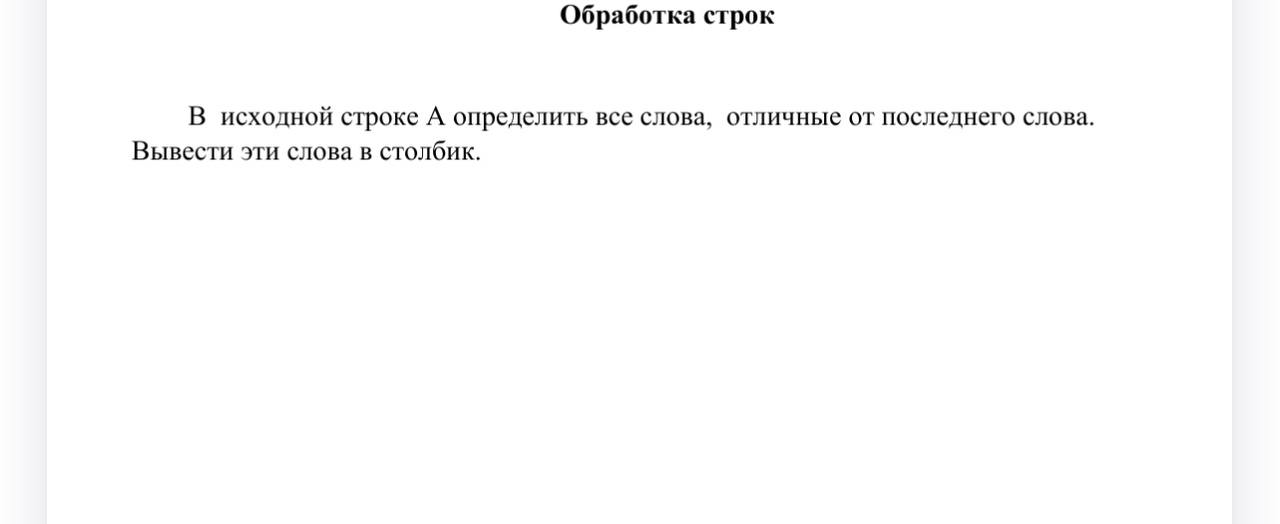 Обработка строк
В исходной строке А определить все слова, отличные от последнего слова.
Вывести эти слова в столбик.